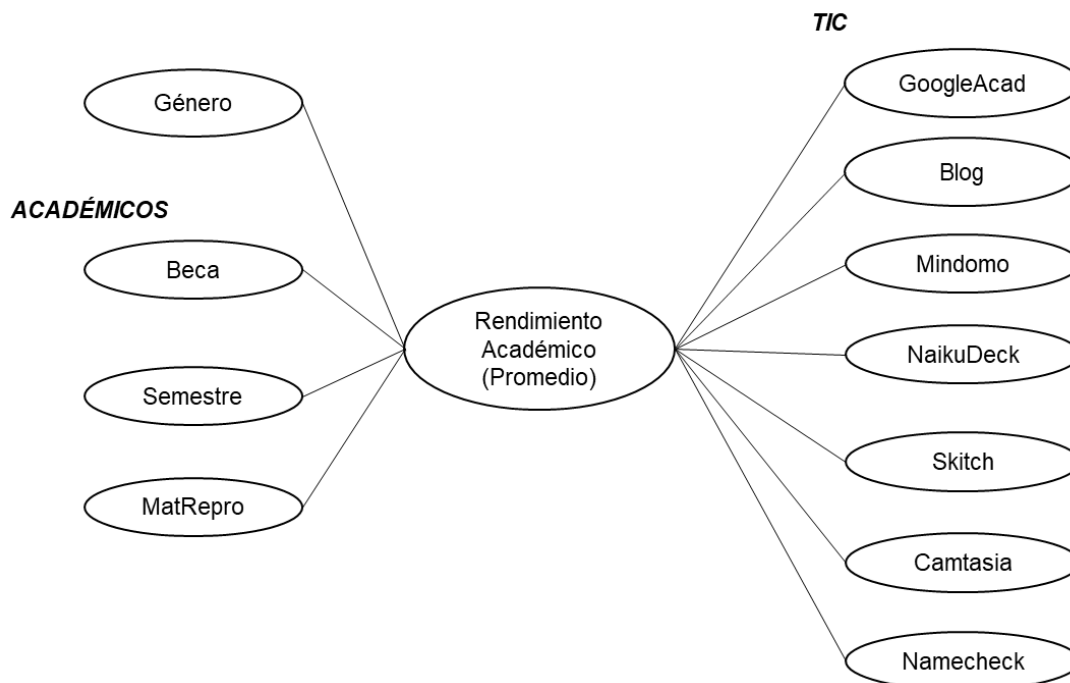 TIC
Género
ACADÉMICOS
Beca
Semestre
MatRepro
Rendimiento
Académico
(Promedio)
GoogleAcad
Blog
Mindomo
NaikuDeck
Skitch
Camtasia
Namecheck